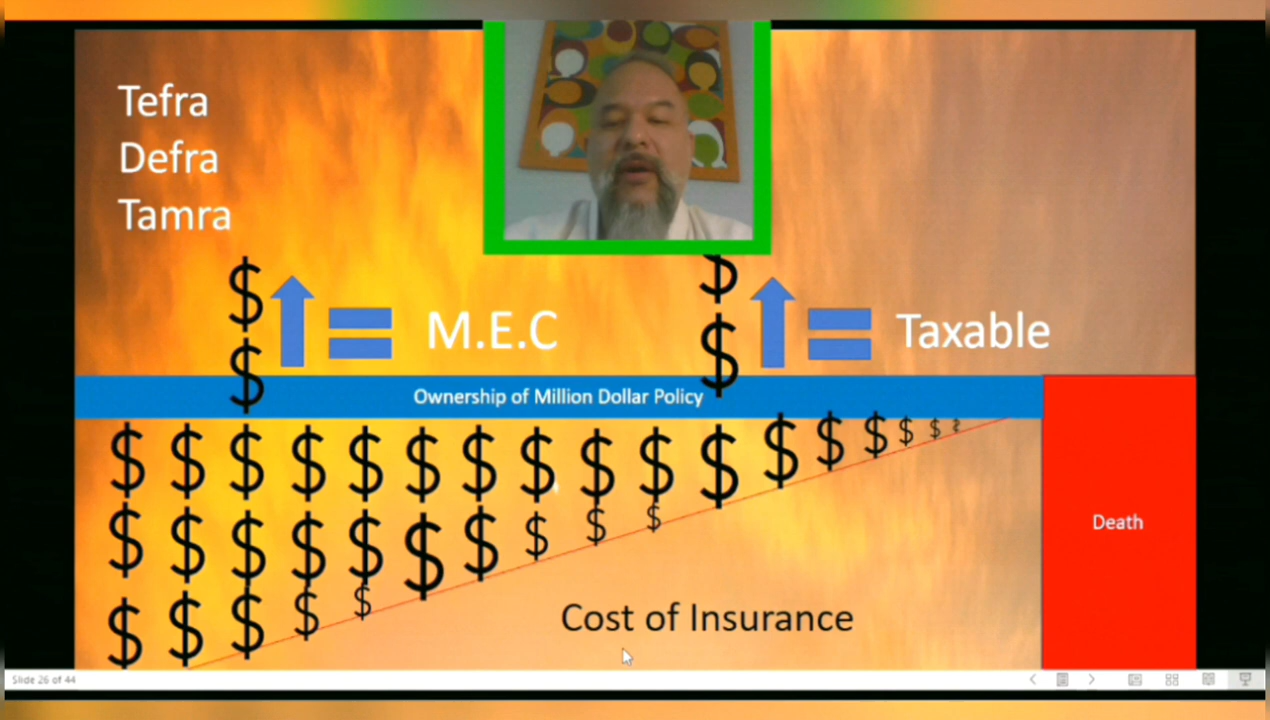 Tefra
Defra
Tamra
$
$
= M.E.C
$
$
= Taxable
Ownership of Million Dollar Policy
$ $ $ $ $ $ $ $ $ $ $ $ $ $ $ $ $
$ $ $ $ $ $ $ $ $ $
$ $ $ $ $
Death
Cost of Insurance
Slide 26 of 44